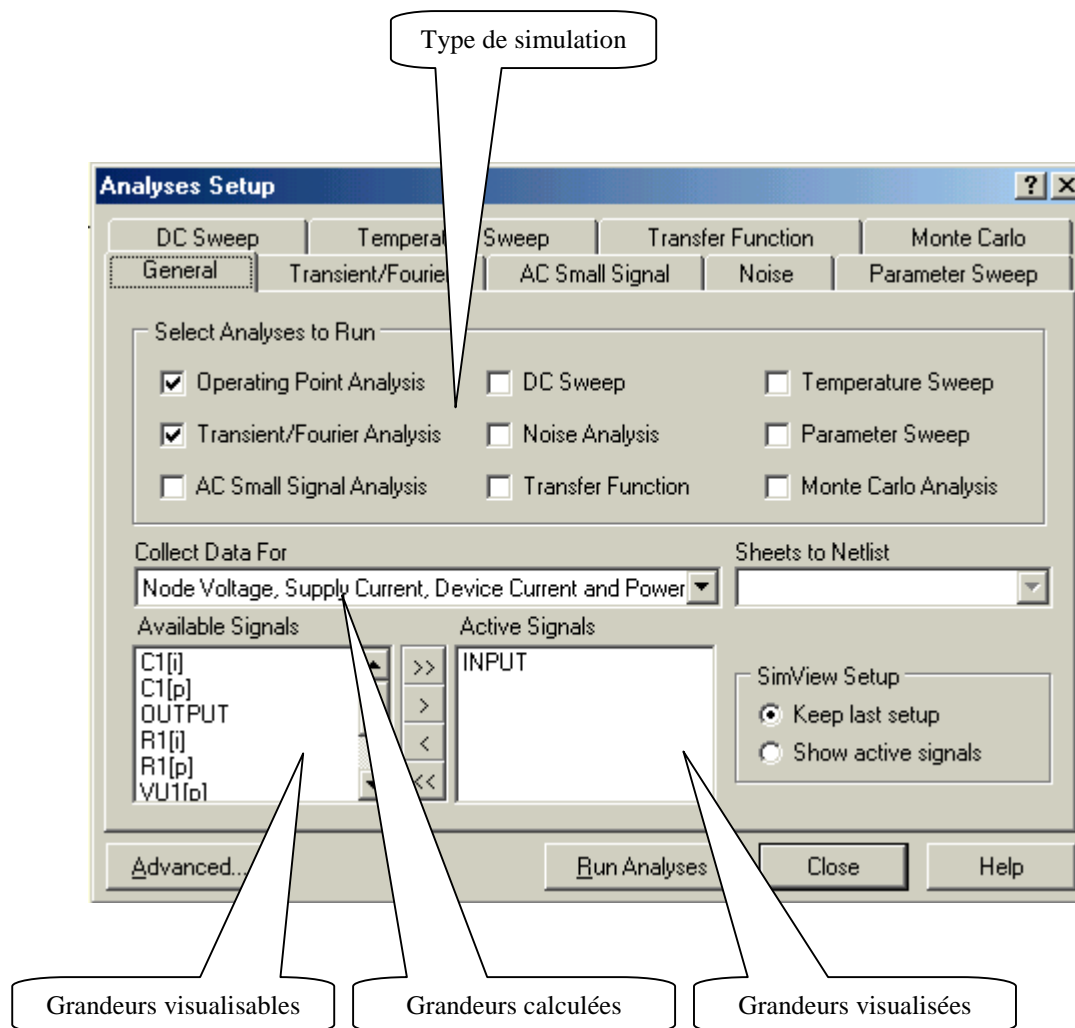 Type de simulation
Analyses Setup
DC Sweep Temperat Sweep Transfer Function Monte Carlo
General Transient/Fourie AC Small Signal Noise Parameter Sweep
Select Analyses to Run
Operating Point Analysis DC Sweep Temperature Sweep
Transient/Fourier Analysis Noise Analysis Parameter Sweep
AC Small Signal Analysis Transfer Function Monte Carlo Analysis
Collect Data For Sheets to Netlist
Node Voltage, Supply Current, Device Current and Power
Available Signals Active Signals
C1[i] >> INPUT
C1[p]
OUTPUT >
R1[i] <
R1[p]
VU1[p] <<
SimView Setup
Keep last setup
Show active signals
Advanced... Run Analyses Close Help
Grandeurs visualisables Grandeurs calculées Grandeurs visualisées